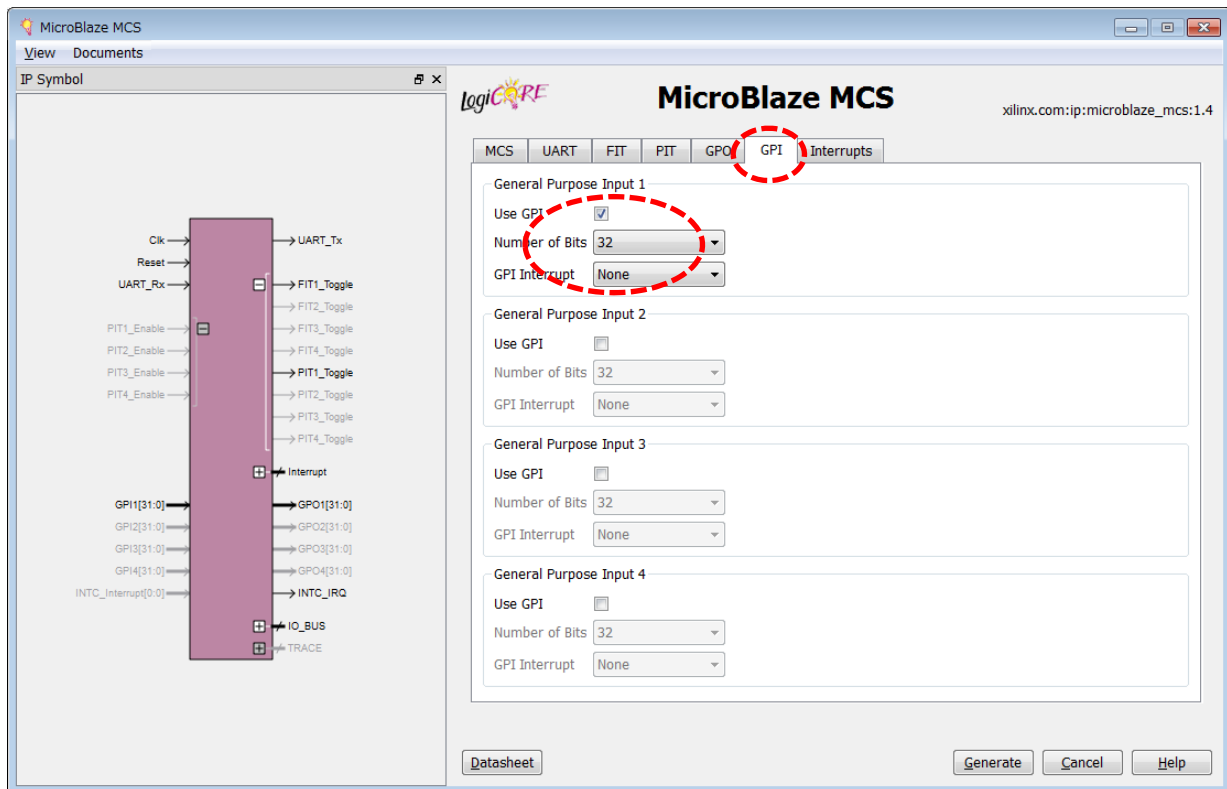 MicroBlaze MCS
View Documents
IP Symbol
Clk
Reset
UART_Rx
PIT1_Enable
PIT2_Enable
PIT3_Enable
PIT4_Enable
GPI1[31:0]
GPI2[31:0]
GPI3[31:0]
GPI4[31:0]
INTC_Interrupt[0:0]
UART_Tx
FIT1_Toggle
FIT2_Toggle
FIT3_Toggle
FIT4_Toggle
PIT1_Toggle
PIT2_Toggle
PIT3_Toggle
PIT4_Toggle
Interrupt
GPO1[31:0]
GPO2[31:0]
GPO3[31:0]
GPO4[31:0]
INTC_IRQ
IO_BUS
TRACE
LogiCORE
MicroBlaze MCS
xilinx.com:ip:microblaze_mcs:1.4
MCS UART FIT PIT GPO GPI Interrupts
General Purpose Input 1
Use GPI
Number of Bits 32
GPI Interrupt None
General Purpose Input 2
Use GPI
Number of Bits 32
GPI Interrupt None
General Purpose Input 3
Use GPI
Number of Bits 32
GPI Interrupt None
General Purpose Input 4
Use GPI
Number of Bits 32
GPI Interrupt None
Datasheet Generate Cancel Help